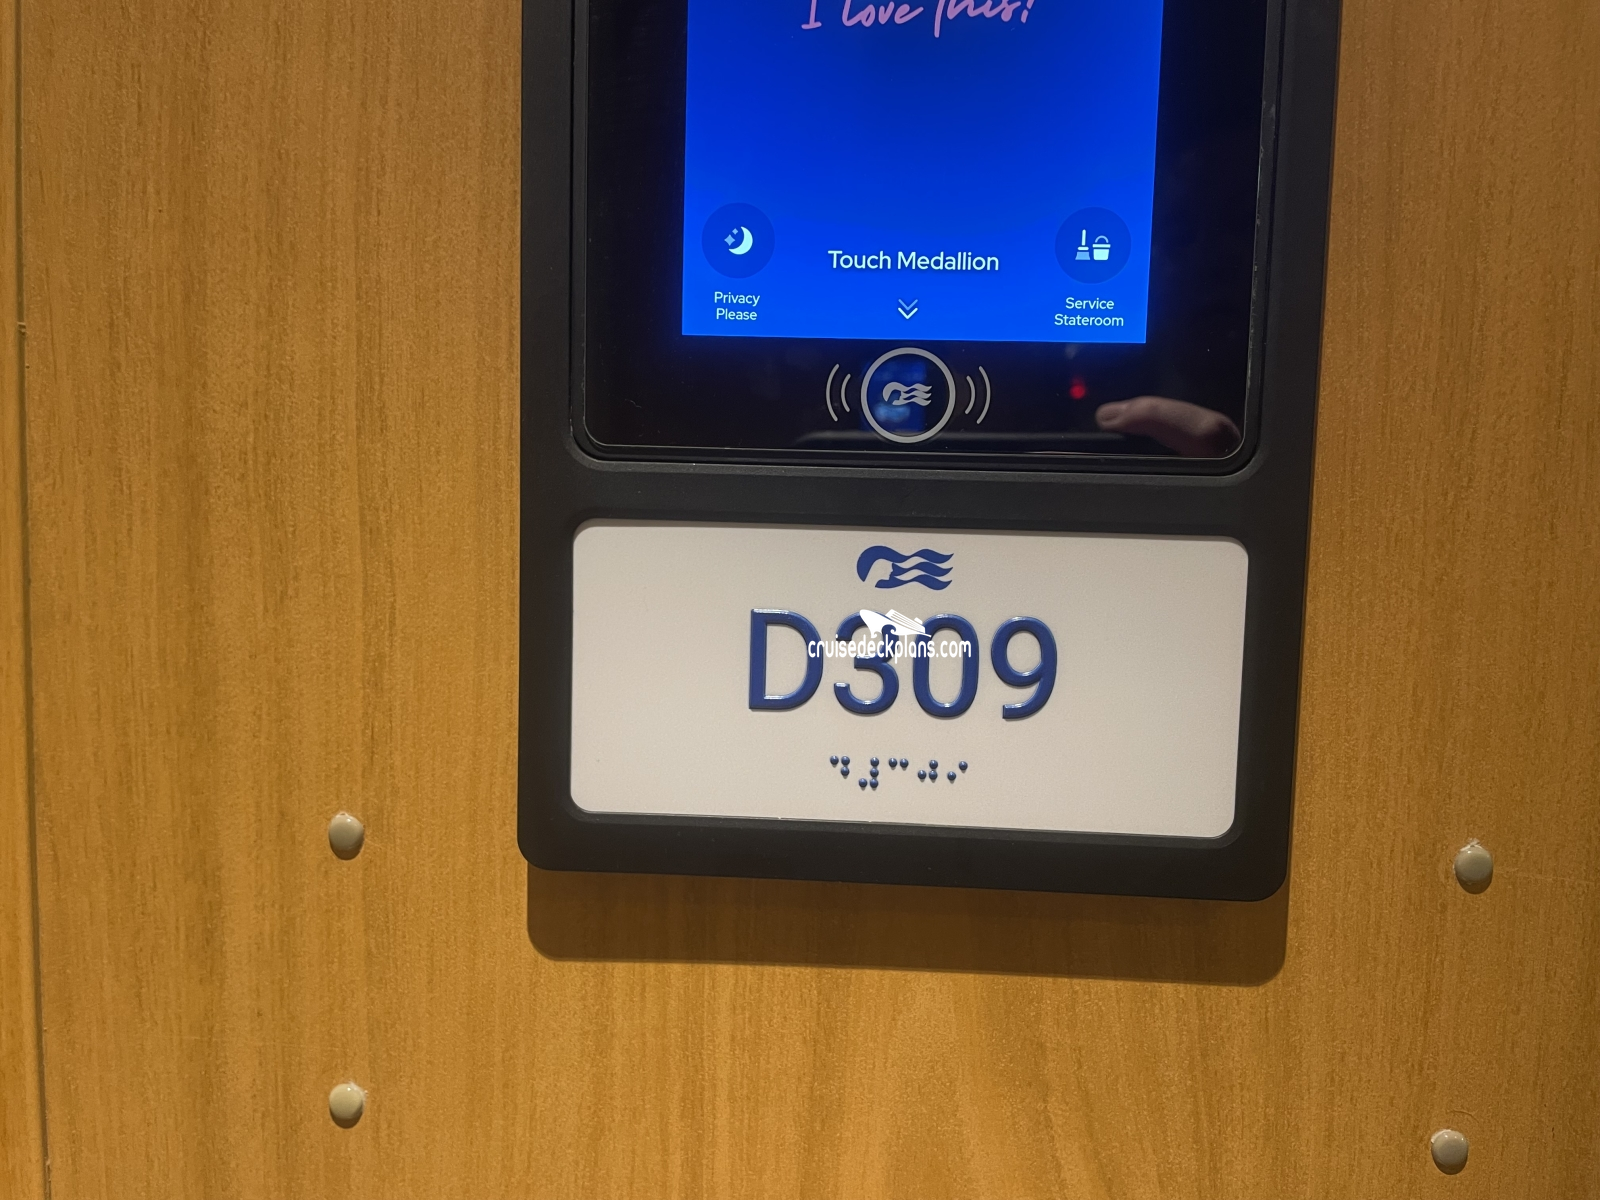 I love this!
Touch Medallion
Privacy
Please
Service
Stateroom
D309
cruisedeckplans.com
⠙⠼⠉⠚⠊